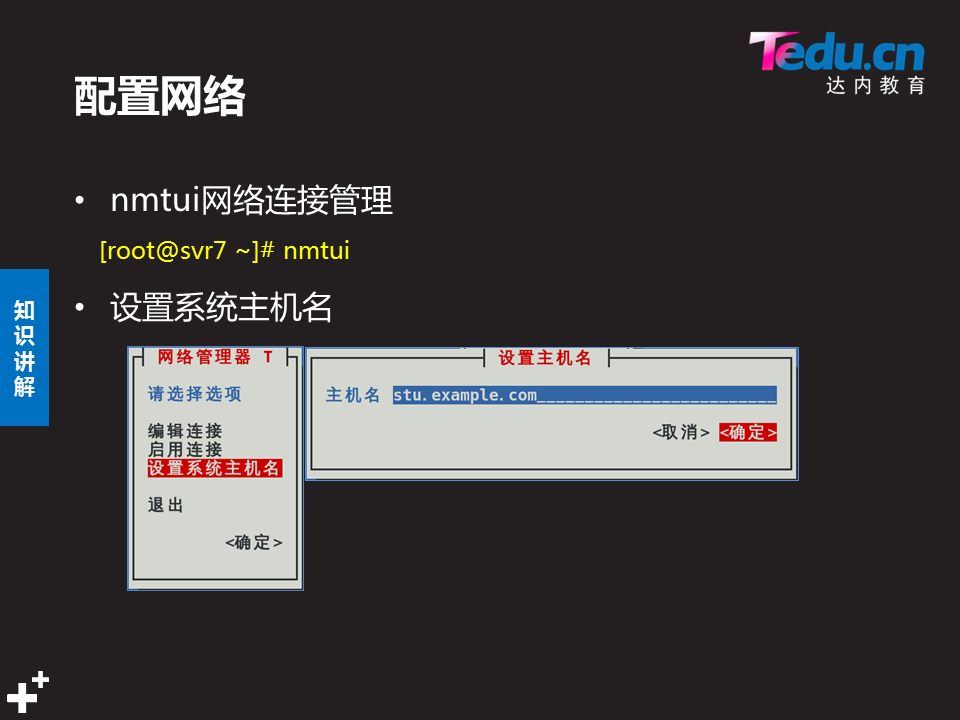 Tedu.cn
达内教育
配置网络
• nmtui网络连接管理
[root@svr7 ~]# nmtui
• 设置系统主机名
知识讲解
网络管理器 T
请选择选项
编辑连接
启用连接
设置系统主机名
退出
<确定>
设置主机名
主机名 stu.example.com_________________________
<取消> <确定>